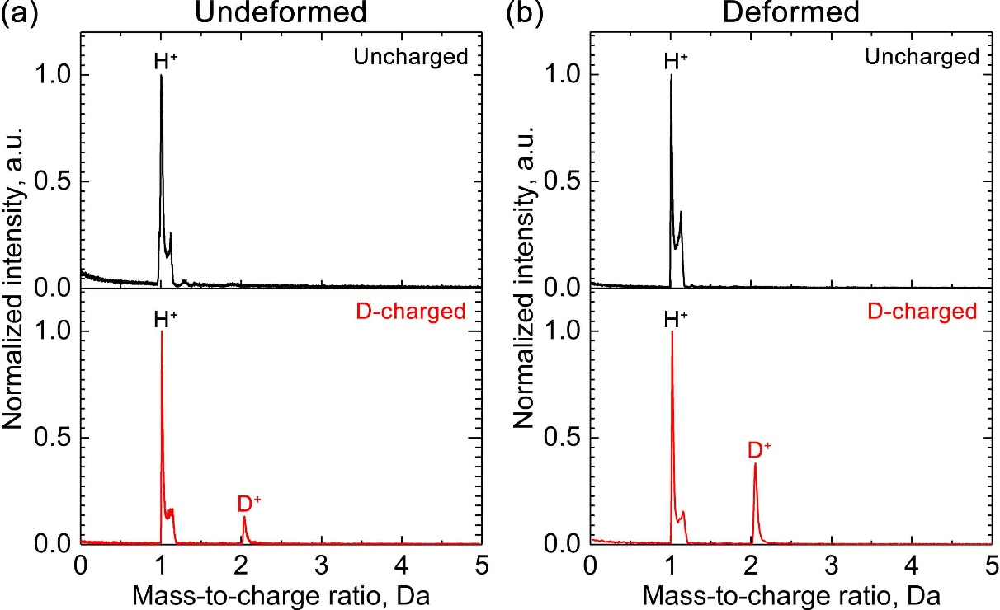 (a) Undeformed
(b) Deformed
Uncharged
H⁺
1.0
0.5
0.0
D-charged
H⁺
1.0
0.5
0.0
D⁺
0 1 2 3 4 5
Mass-to-charge ratio, Da
Normalized intensity, a.u.
Uncharged
H⁺
1.0
0.5
0.0
D-charged
H⁺
1.0
0.5
0.0
D⁺
0 1 2 3 4 5
Mass-to-charge ratio, Da
Normalized intensity, a.u.